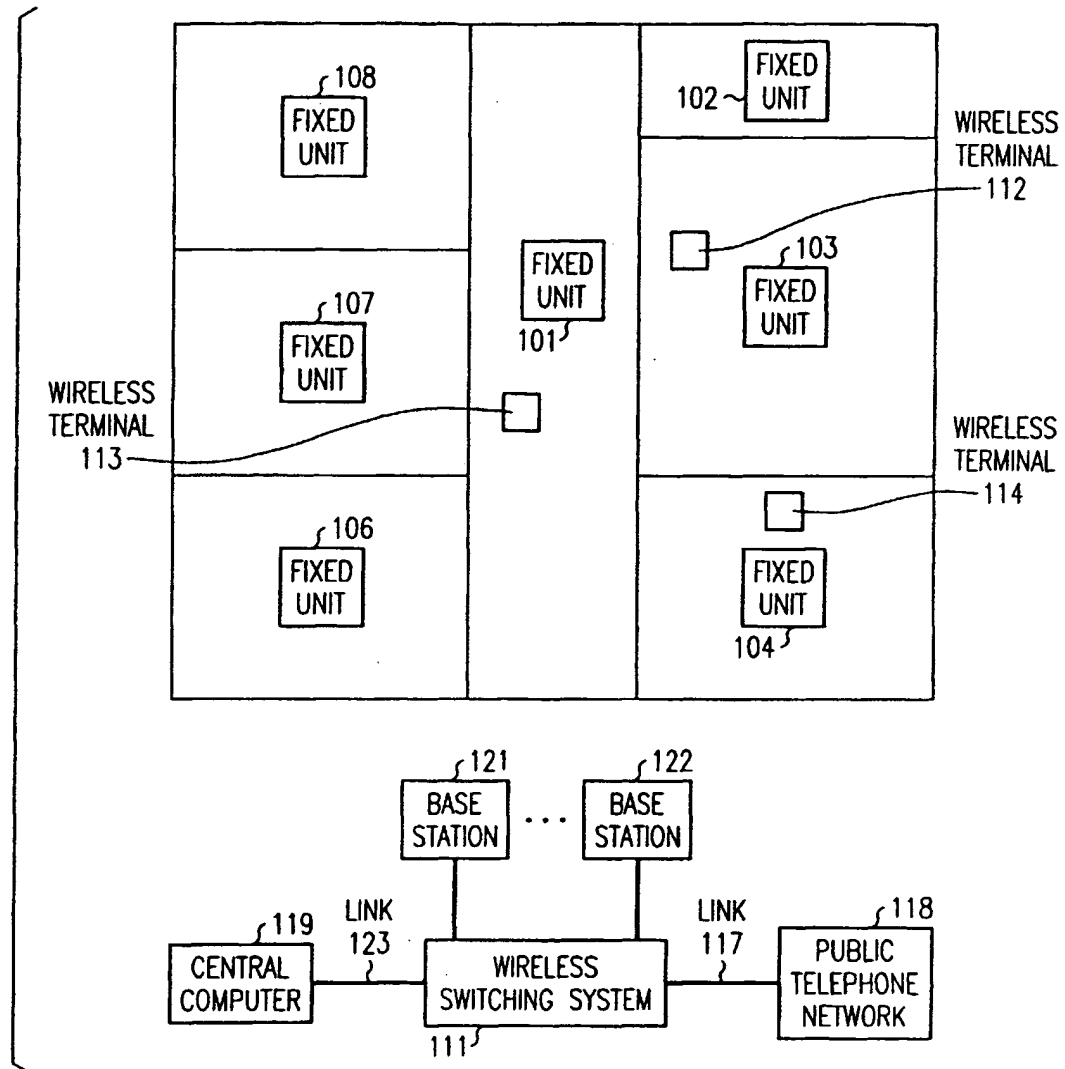 108
FIXED
UNIT
FIXED
UNIT
102
WIRELESS
TERMINAL
112
FIXED
UNIT
101
103
FIXED
UNIT
107
FIXED
UNIT
WIRELESS
TERMINAL
113
WIRELESS
TERMINAL
114
106
FIXED
UNIT
FIXED
UNIT
104
121
BASE
STATION
...
122
BASE
STATION
119
CENTRAL
COMPUTER
LINK
123
WIRELESS
SWITCHING SYSTEM
111
LINK
117
118
PUBLIC
TELEPHONE
NETWORK